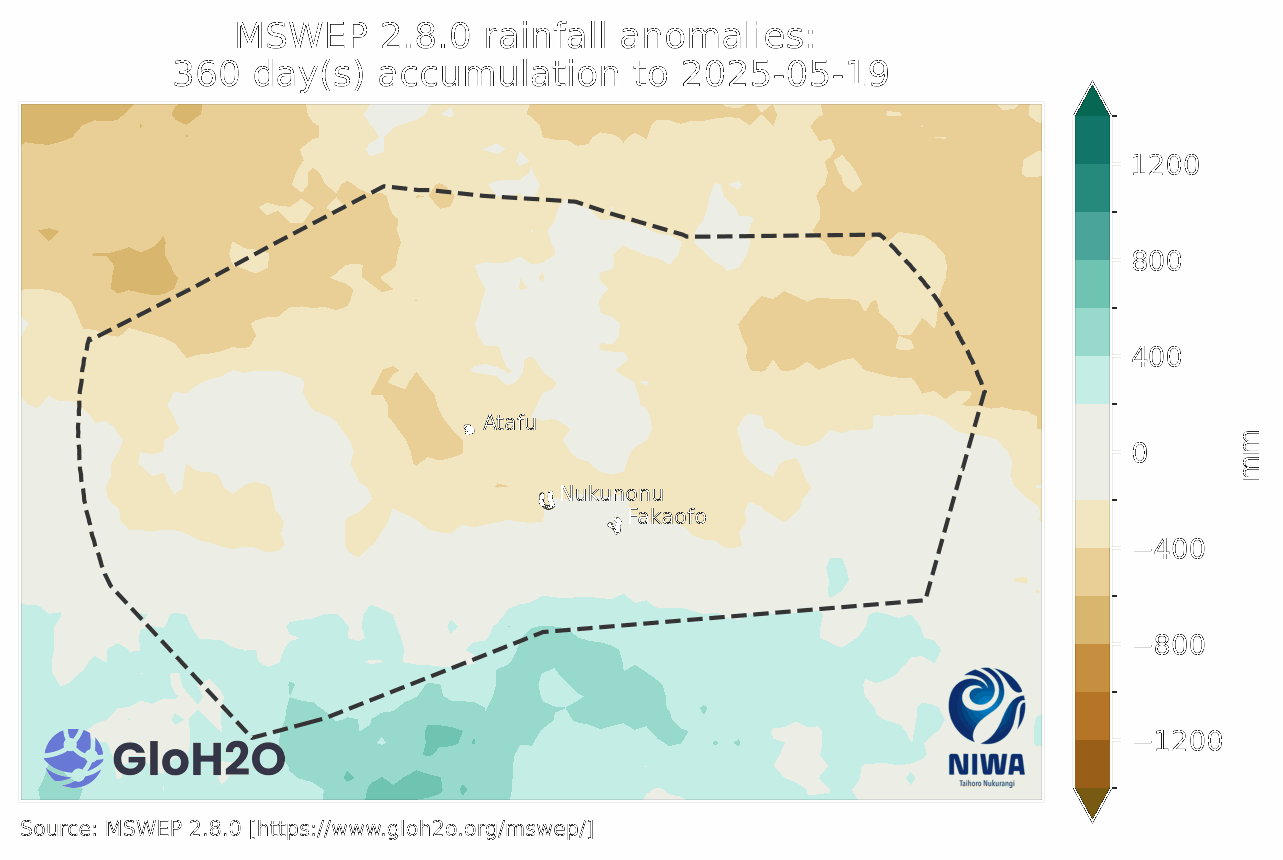 MSWEP 2.8.0 rainfall anomalies:
360 day(s) accumulation to 2025-05-19
1200
800
400
0
−400
−800
−1200
mm
Atafu
Nukunonu
Fakaofo
GloH2O
NIWA
Taihoro Nukurangi
Source: MSWEP 2.8.0 [https://www.gloh2o.org/mswep/]